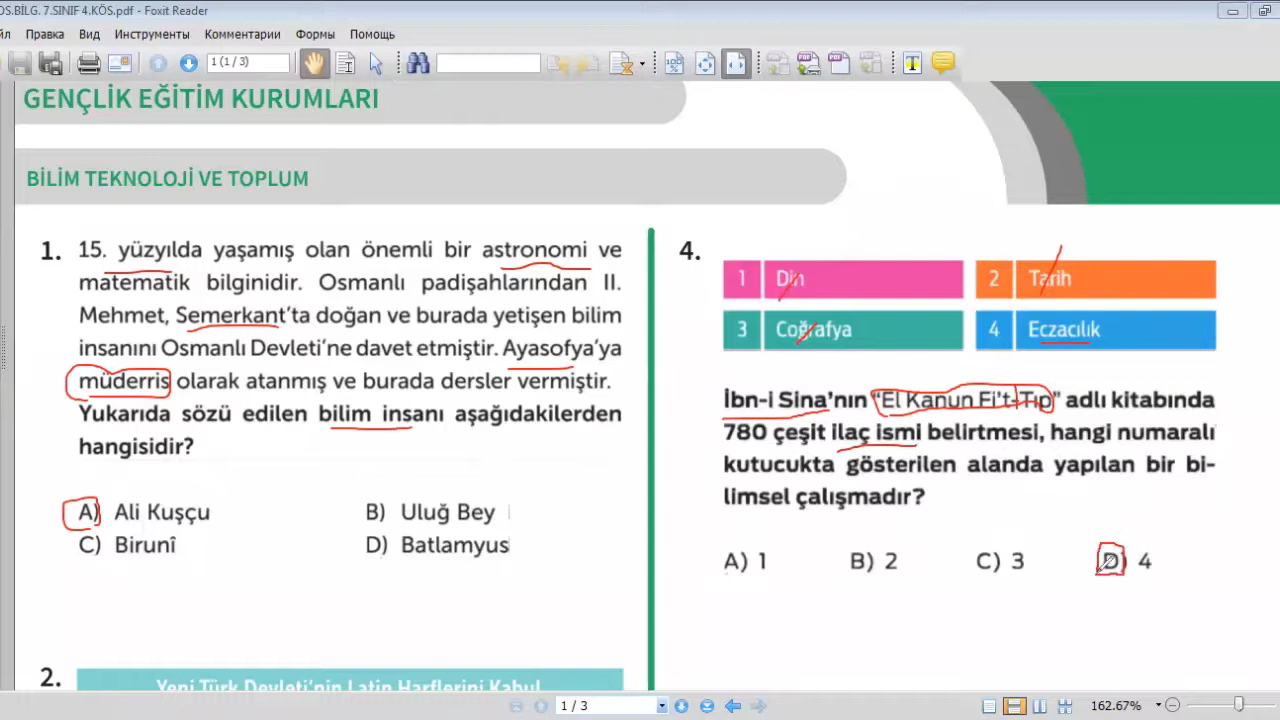 OS.BİLG. 7.SINIF 4.KÖS.pdf - Foxit Reader
йл Правка Вид Инструменты Комментарии Формы Помощь
1 (1 / 3)
GENÇLİK EĞİTİM KURUMLARI
BİLİM TEKNOLOJİ VE TOPLUM
1. 15. yüzyılda yaşamış olan önemli bir astronomi ve
matematik bilginidir. Osmanlı padişahlarından II.
Mehmet, Semerkant’ta doğan ve burada yetişen bilim
insanını Osmanlı Devleti’ne davet etmiştir. Ayasofya’ya
müderris olarak atanmış ve burada dersler vermiştir.
Yukarıda sözü edilen bilim insanı aşağıdakilerden
hangisidir?
A) Ali Kuşçu B) Uluğ Bey
C) Birunî D) Batlamyus
2.
Yeni Türk Devleti’nin Latin Harflerini Kabul
4.
1 Din 2 Tarih
3 Coğrafya 4 Eczacılık
İbn-i Sina’nın “El Kanun Fi’t-Tıp” adlı kitabında
780 çeşit ilaç ismi belirtmesi, hangi numaralı
kutucukta gösterilen alanda yapılan bir bi-
limsel çalışmadır?
A) 1 B) 2 C) 3 D) 4
1 / 3
162.67%